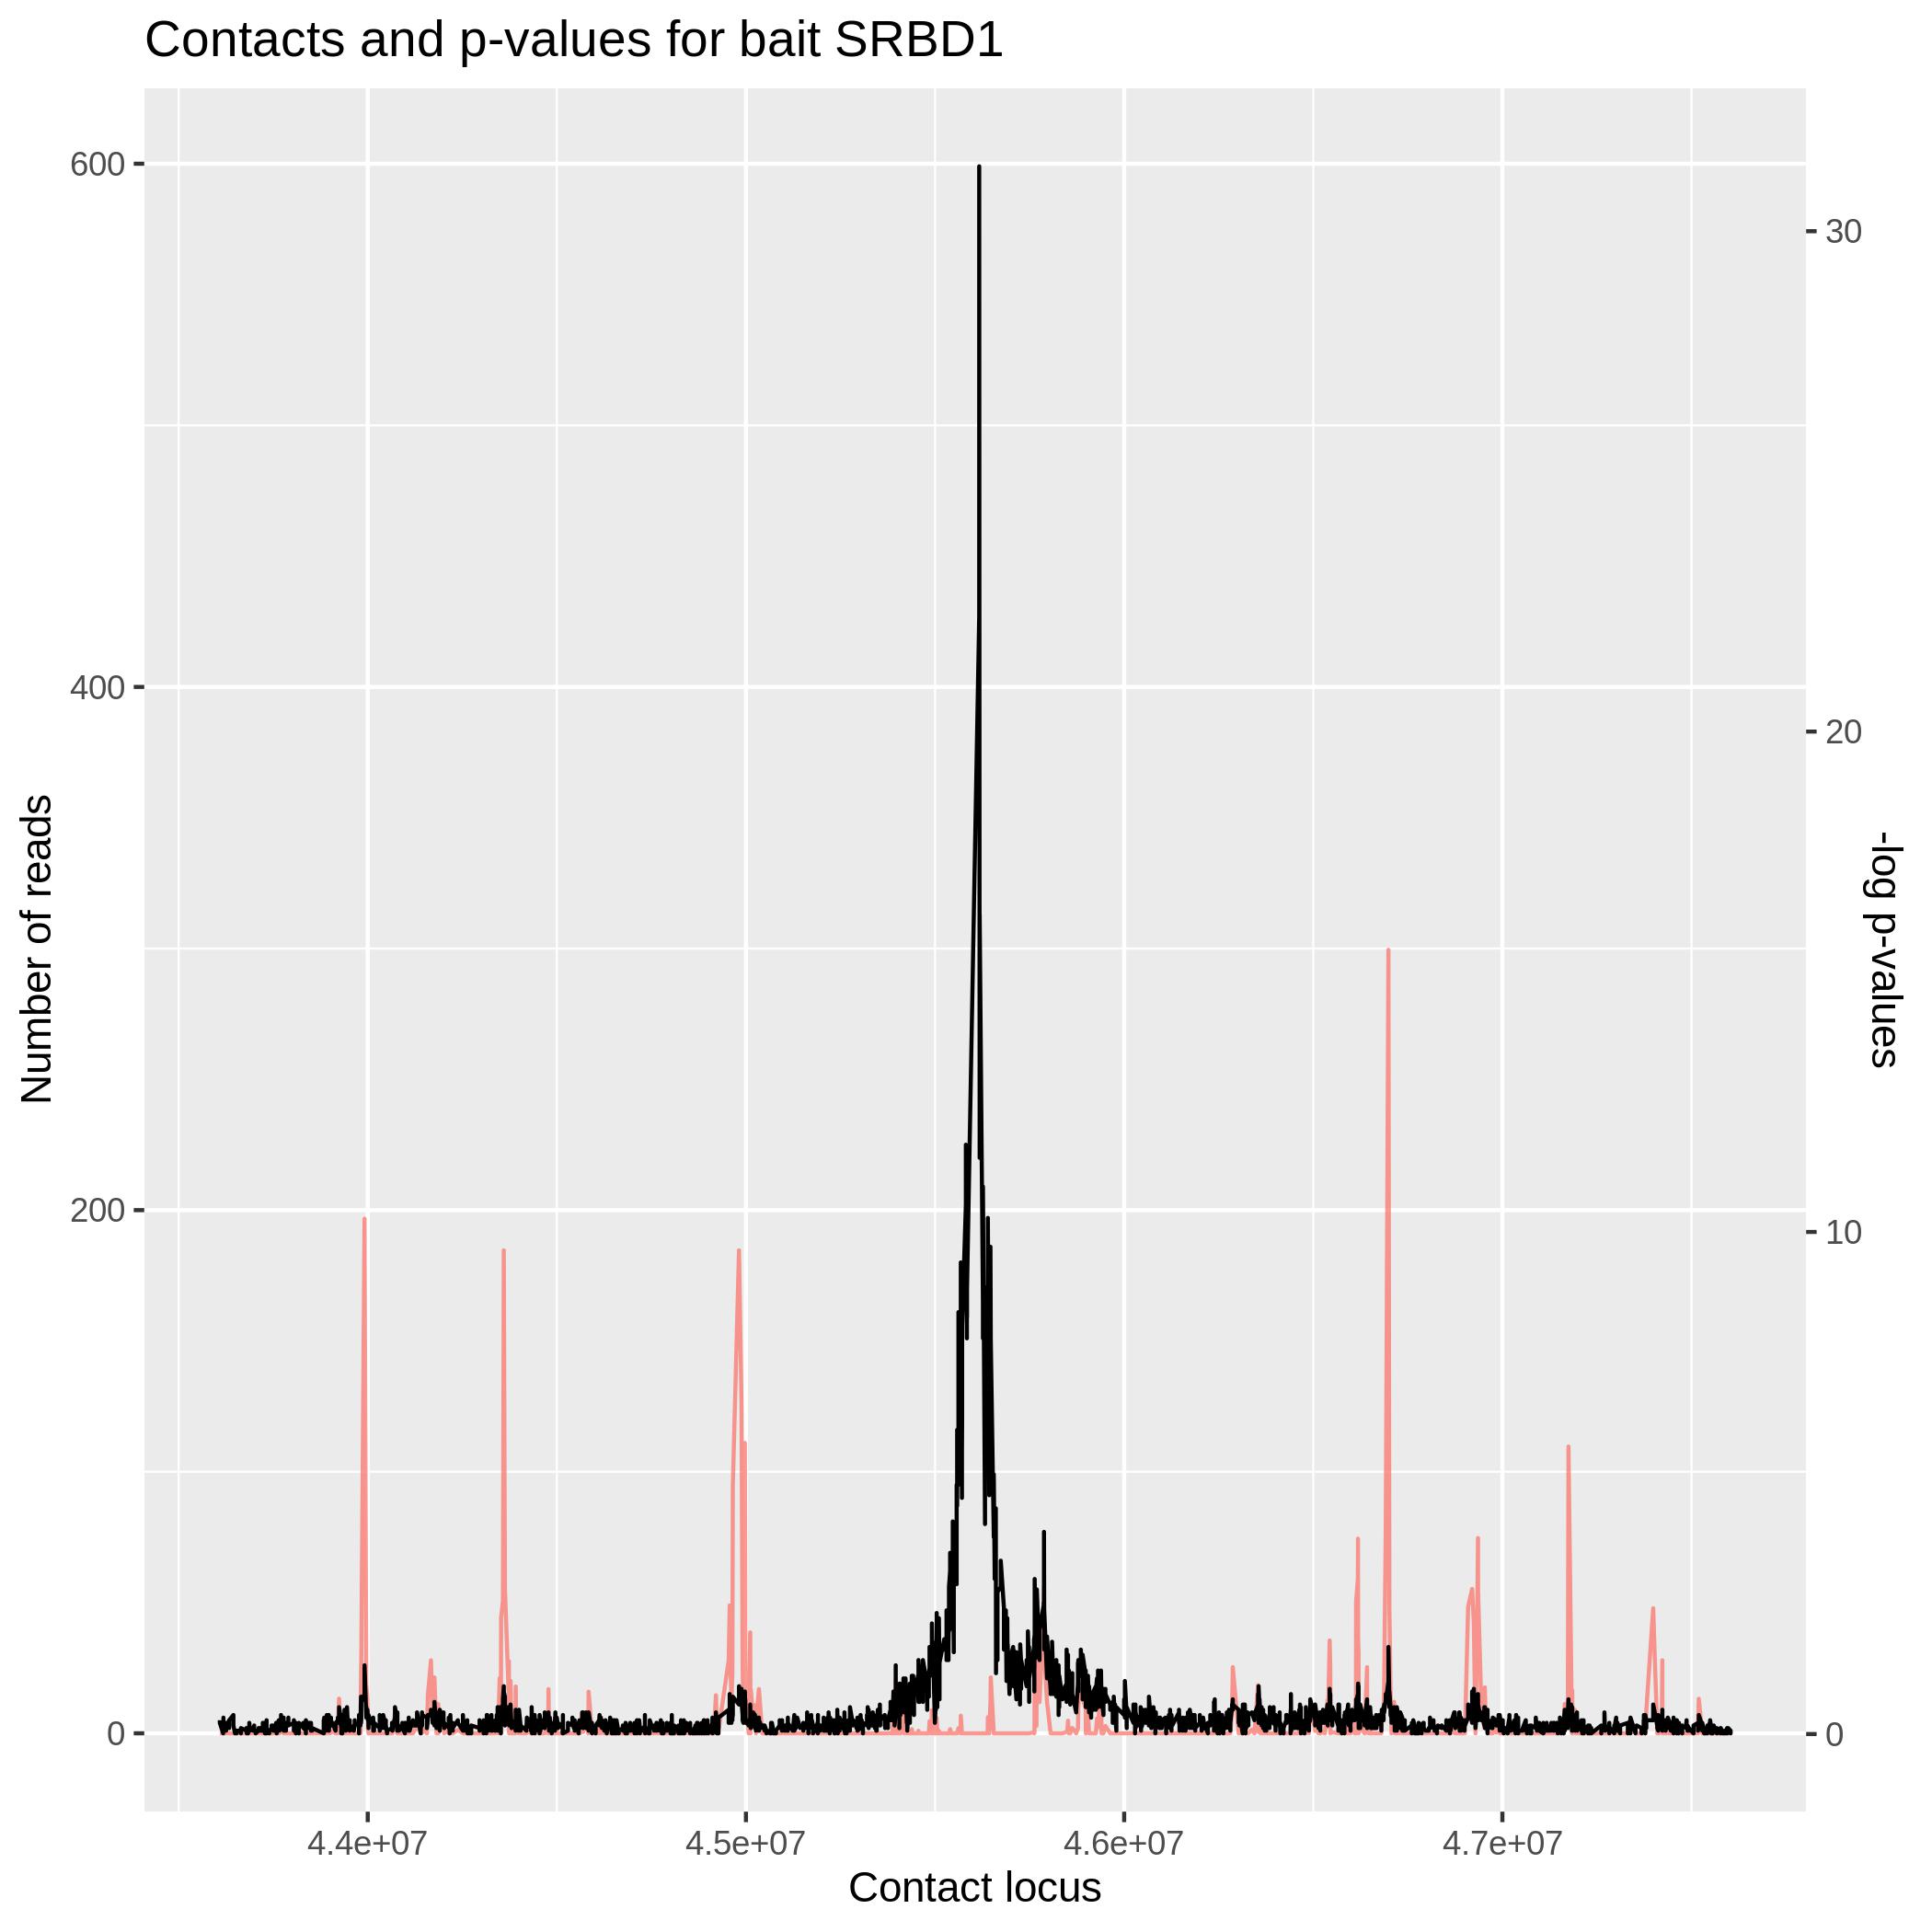 Contacts and p-values for bait SRBD1
600
400
200
0
Number of reads
30
20
10
0
-log p-values
4.4e+07
4.5e+07
4.6e+07
4.7e+07
Contact locus